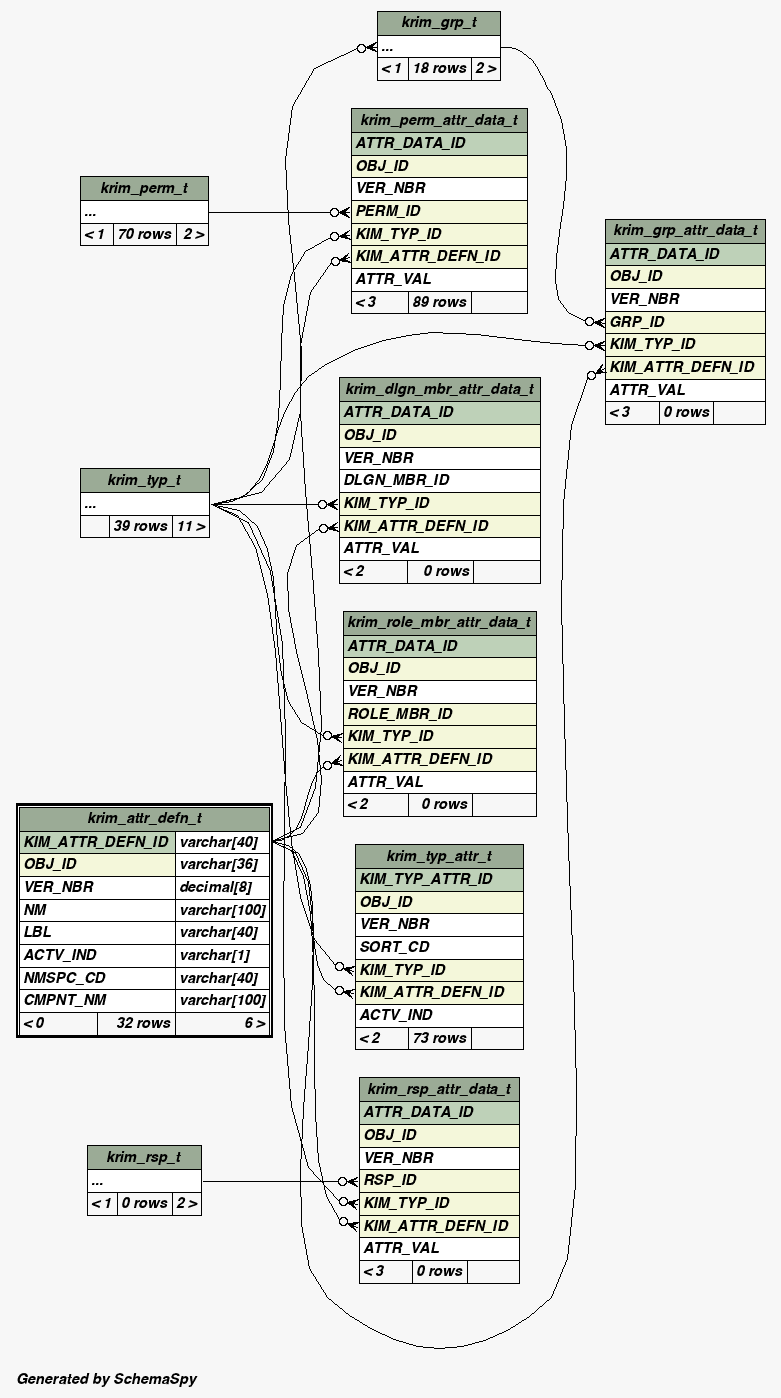 krim_grp_t
...
< 1 18 rows 2 >
krim_perm_attr_data_t
ATTR_DATA_ID
OBJ_ID
VER_NBR
PERM_ID
KIM_TYP_ID
KIM_ATTR_DEFN_ID
ATTR_VAL
< 3 89 rows
krim_perm_t
...
< 1 70 rows 2 >
krim_grp_attr_data_t
ATTR_DATA_ID
OBJ_ID
VER_NBR
GRP_ID
KIM_TYP_ID
KIM_ATTR_DEFN_ID
ATTR_VAL
< 3 0 rows
krim_dlgn_mbr_attr_data_t
ATTR_DATA_ID
OBJ_ID
VER_NBR
DLGN_MBR_ID
KIM_TYP_ID
KIM_ATTR_DEFN_ID
ATTR_VAL
< 2 0 rows
krim_typ_t
...
39 rows 11 >
krim_role_mbr_attr_data_t
ATTR_DATA_ID
OBJ_ID
VER_NBR
ROLE_MBR_ID
KIM_TYP_ID
KIM_ATTR_DEFN_ID
ATTR_VAL
< 2 0 rows
krim_attr_defn_t
KIM_ATTR_DEFN_ID varchar[40]
OBJ_ID varchar[36]
VER_NBR decimal[8]
NM varchar[100]
LBL varchar[40]
ACTV_IND varchar[1]
NMSPC_CD varchar[40]
CMPNT_NM varchar[100]
< 0 32 rows 6 >
krim_typ_attr_t
KIM_TYP_ATTR_ID
OBJ_ID
VER_NBR
SORT_CD
KIM_TYP_ID
KIM_ATTR_DEFN_ID
ACTV_IND
< 2 73 rows
krim_rsp_attr_data_t
ATTR_DATA_ID
OBJ_ID
VER_NBR
RSP_ID
KIM_TYP_ID
KIM_ATTR_DEFN_ID
ATTR_VAL
< 3 0 rows
krim_rsp_t
...
< 1 0 rows 2 >
Generated by SchemaSpy